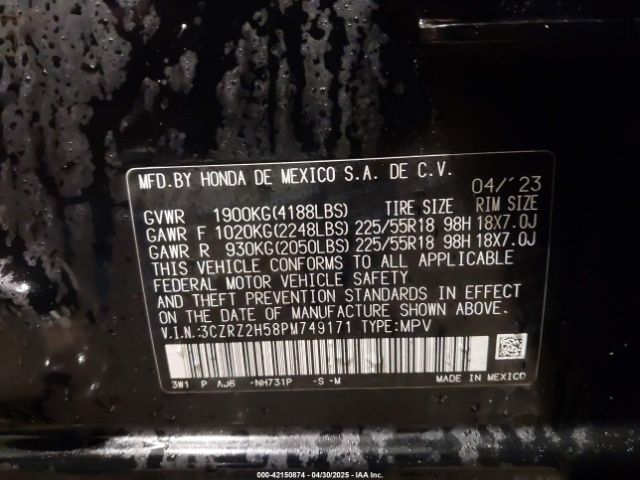 MFD.BY HONDA DE MEXICO S.A. DE C.V.
04/'23
GVWR 1900KG(4188LBS) TIRE SIZE RIM SIZE
GAWR F 1020KG(2248LBS) 225/55R18 98H 18X7.0J
GAWR R 930KG(2050LBS) 225/55R18 98H 18X7.0J
THIS VEHICLE CONFORMS TO ALL APPLICABLE
FEDERAL MOTOR VEHICLE SAFETY
AND THEFT PREVENTION STANDARDS IN EFFECT
ON THE DATE OF MANUFACTURE SHOWN ABOVE.
V.I.N.:3CZRZ2H58PM749171 TYPE:MPV
3W1 P AJ6 -NH731P -S -M
MADE IN MEXICO
000-42150874 - 04/30/2025 - IAA Inc.